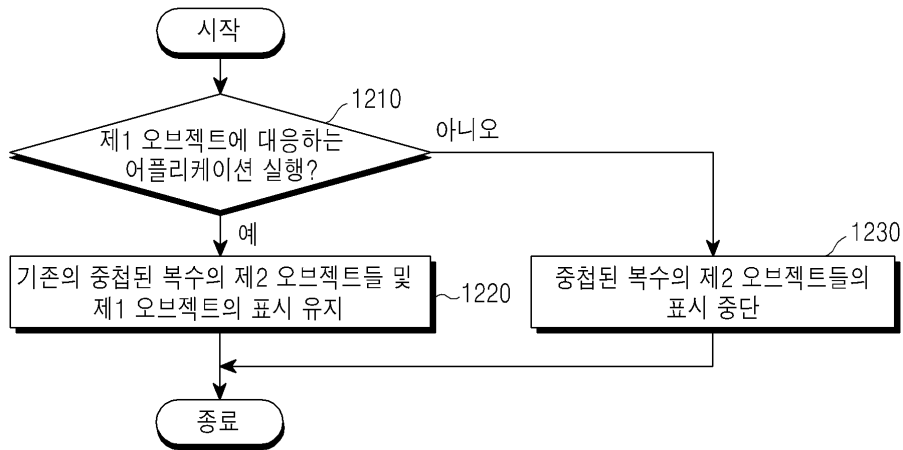 시작
1210
제1 오브젝트에 대응하는
어플리케이션 실행?
아니오
예
기존의 중첩된 복수의 제2 오브젝트들 및
제1 오브젝트의 표시 유지
1220
1230
중첩된 복수의 제2 오브젝트들의
표시 중단
종료